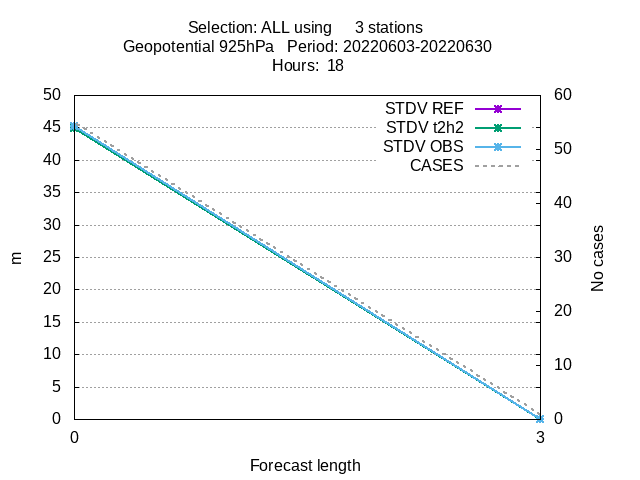 Selection: ALL using     3 stations
Geopotential 925hPa   Period: 20220603-20220630
Hours:  18
50 60
STDV REF
45
STDV t2h2
50
STDV OBS
40
CASES
35
40
30
m
No cases
25
30
20
20
15
10
10
5
0 0
0 3
Forecast length